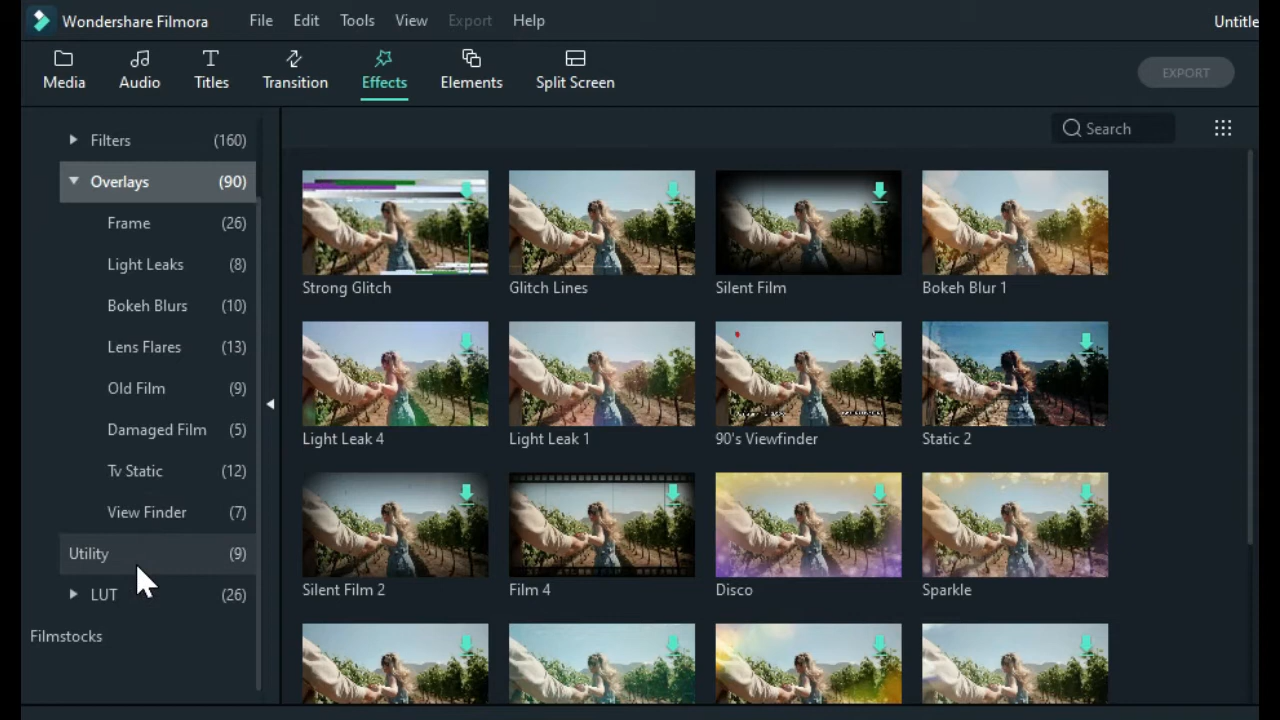 Wondershare Filmora File Edit Tools View Export Help Untitle
Media Audio Titles Transition Effects Elements Split Screen EXPORT
Filters (160)
Overlays (90)
Frame (26)
Light Leaks (8)
Bokeh Blurs (10)
Lens Flares (13)
Old Film (9)
Damaged Film (5)
Tv Static (12)
View Finder (7)
Utility (9)
LUT (26)
Filmstocks
Search
Strong Glitch Glitch Lines Silent Film Bokeh Blur 1
Light Leak 4 Light Leak 1 90's Viewfinder Static 2
Silent Film 2 Film 4 Disco Sparkle